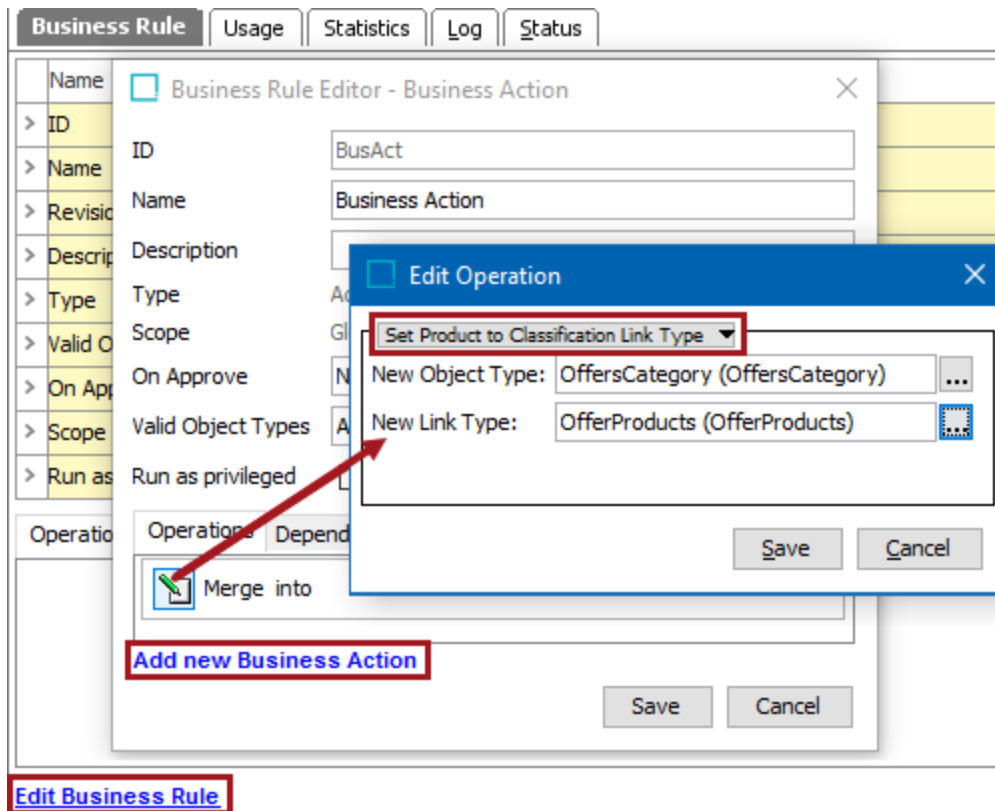 Business Rule Usage Statistics Log Status
Name
> ID
> Name
> Revisio
> Descrip
> Type
> Valid O
> On App
> Scope
> Run as
Operatio
Business Rule Editor - Business Action
ID BusAct
Name Business Action
Description
Type Ac
Scope Gl
On Approve N
Valid Object Types A
Run as privileged
Operations Depend
Merge into
Add new Business Action
Save Cancel
Edit Operation
Set Product to Classification Link Type
New Object Type: OffersCategory (OffersCategory) ...
New Link Type: OfferProducts (OfferProducts) ...
Save Cancel
Edit Business Rule